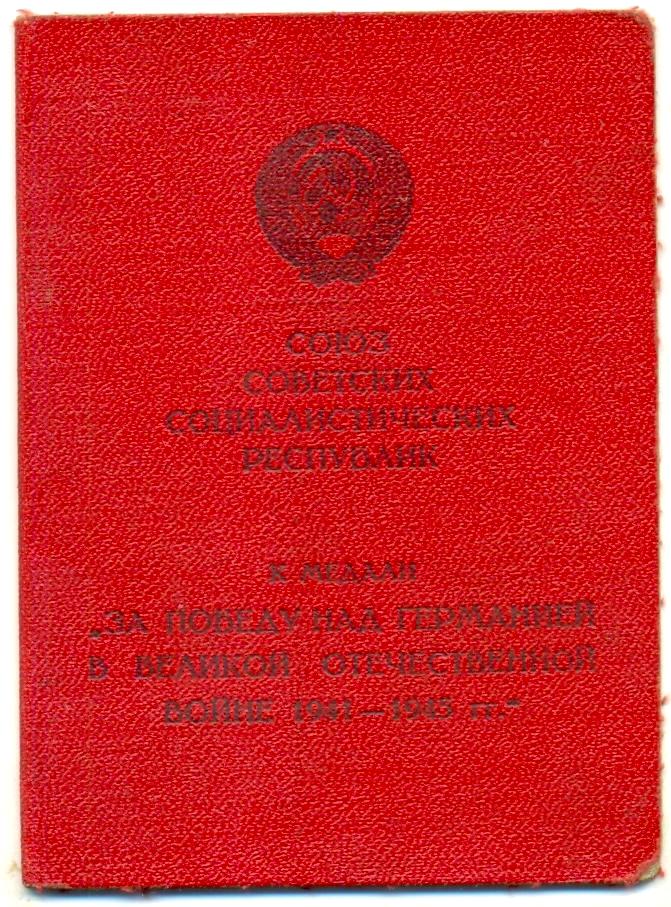 СОЮЗ
СОВЕТСКИХ
СОЦИАЛИСТИЧЕСКИХ
РЕСПУБЛИК
К МЕДАЛИ
„ЗА ПОБЕДУ НАД ГЕРМАНИЕЙ
В ВЕЛИКОЙ ОТЕЧЕСТВЕННОЙ
ВОЙНЕ 1941—1945 гг.“